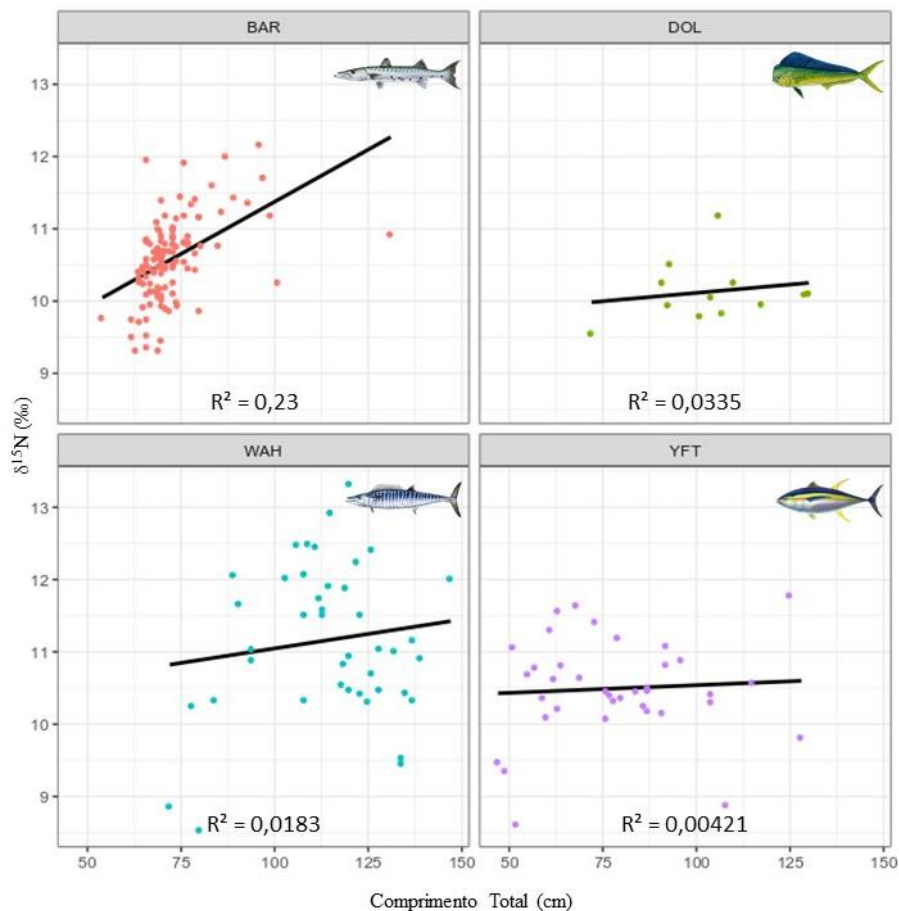 BAR
DOL
13
12
11
10
9
R² = 0,23
R² = 0,0335
δ¹⁵N (‰)
WAH
YFT
13
12
11
10
9
R² = 0,0183
R² = 0,00421
50 75 100 125 150
50 75 100 125 150
Comprimento Total (cm)